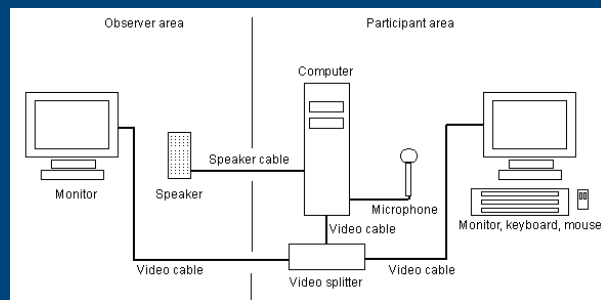 Observer area
Participant area
Computer
Speaker cable
Monitor
Speaker
Microphone
Monitor, keyboard, mouse
Video cable
Video cable
Video cable
Video splitter